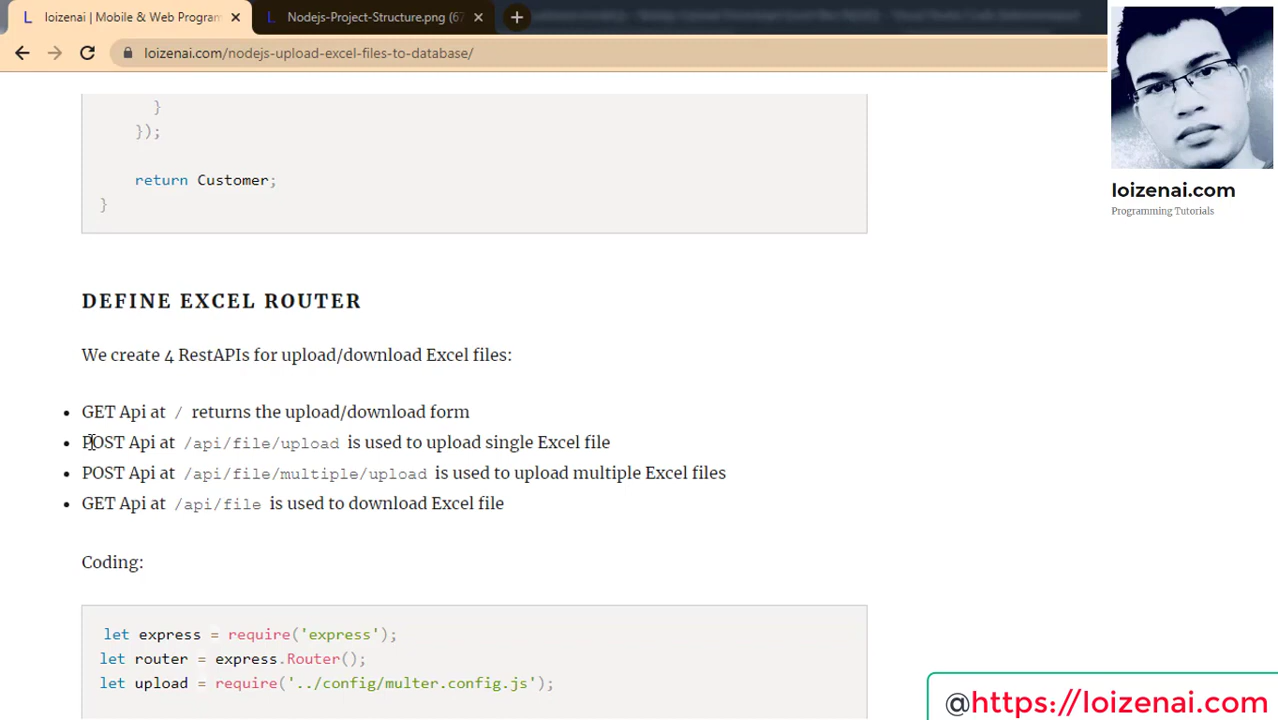 loizenai | Mobile & Web Program
Nodejs-Project-Structure.png (67
loizenai.com/nodejs-upload-excel-files-to-database/
}
});
return Customer;
}
DEFINE EXCEL ROUTER
We create 4 RestAPIs for upload/download Excel files:
GET Api at / returns the upload/download form
POST Api at /api/file/upload is used to upload single Excel file
POST Api at /api/file/multiple/upload is used to upload multiple Excel files
GET Api at /api/file is used to download Excel file
Coding:
let express = require('express');
let router = express.Router();
let upload = require('../config/multer.config.js');
loizenai.com
Programming Tutorials
@https://loizenai.com